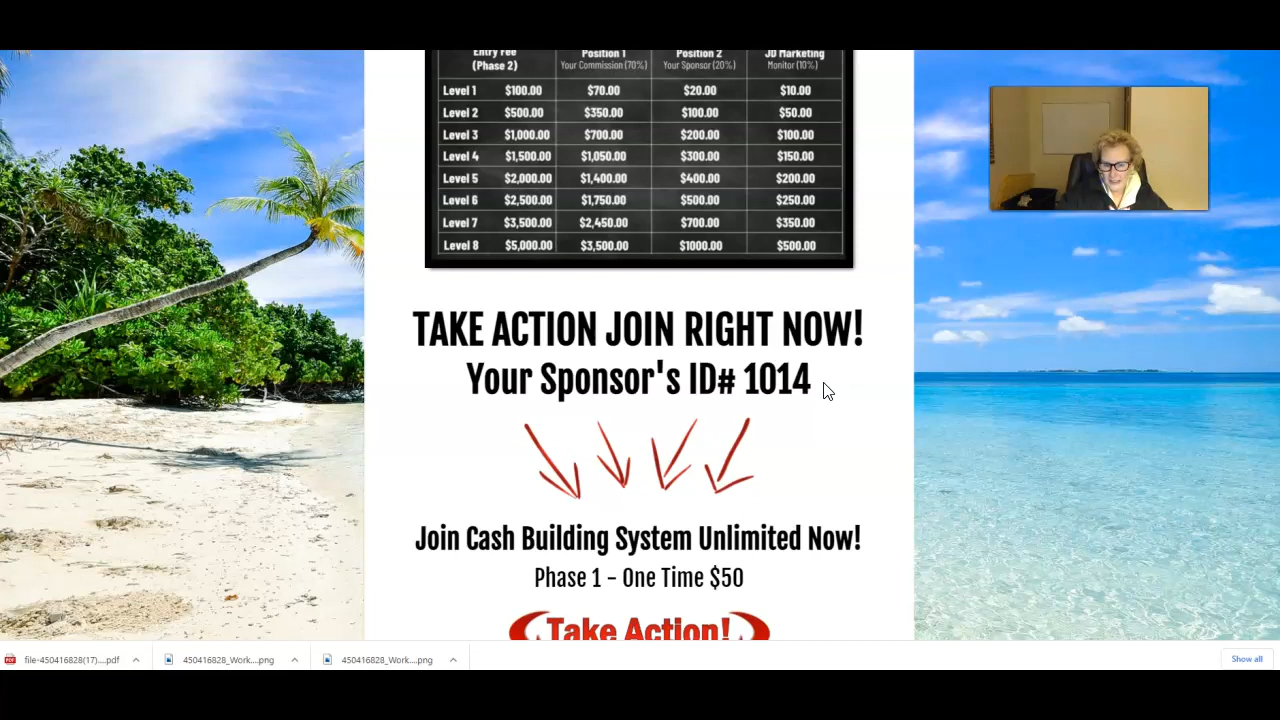 Entry Fee Position 1 Position 2 JD Marketing
(Phase 2) Your Commission (70%) Your Sponsor (20%) Monitor (10%)
Level 1 $100.00 $70.00 $20.00 $10.00
Level 2 $500.00 $350.00 $100.00 $50.00
Level 3 $1,000.00 $700.00 $200.00 $100.00
Level 4 $1,500.00 $1,050.00 $300.00 $150.00
Level 5 $2,000.00 $1,400.00 $400.00 $200.00
Level 6 $2,500.00 $1,750.00 $500.00 $250.00
Level 7 $3,500.00 $2,450.00 $700.00 $350.00
Level 8 $5,000.00 $3,500.00 $1000.00 $500.00
TAKE ACTION JOIN RIGHT NOW!
Your Sponsor's ID# 1014
Join Cash Building System Unlimited Now!
Phase 1 - One Time $50
Take Action!
file-450416828(17)....pdf 450416828_Work....png 450416828_Work....png Show all